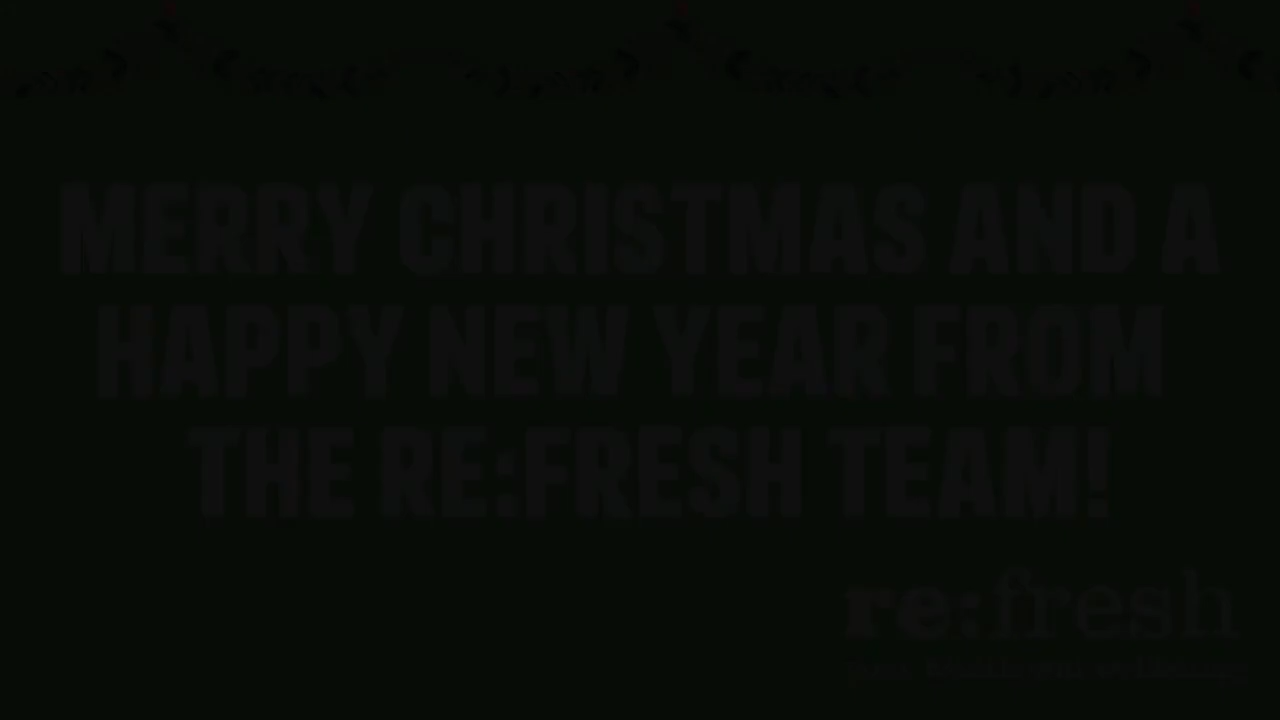 MERRY CHRISTMAS AND A
HAPPY NEW YEAR FROM
THE RE:FRESH TEAM!
re:fresh